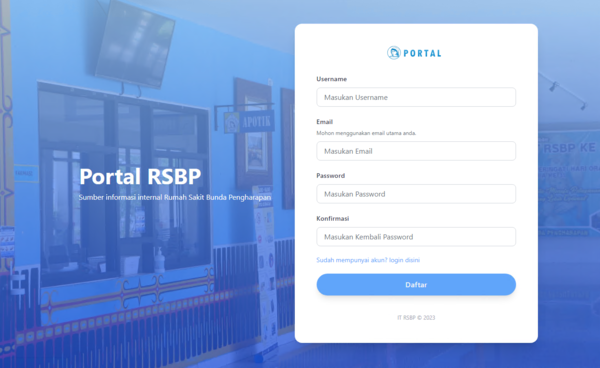 PORTAL
Username
Masukan Username
Email
Mohon menggunakan email utama anda.
Masukan Email
Password
Masukan Password
Konfirmasi
Masukan Kembali Password
Sudah mempunyai akun? login disini
Daftar
IT RSBP © 2023
Portal RSBP
Sumber informasi internal Rumah Sakit Bunda Pengharapan
APOTIK
RSBP KE